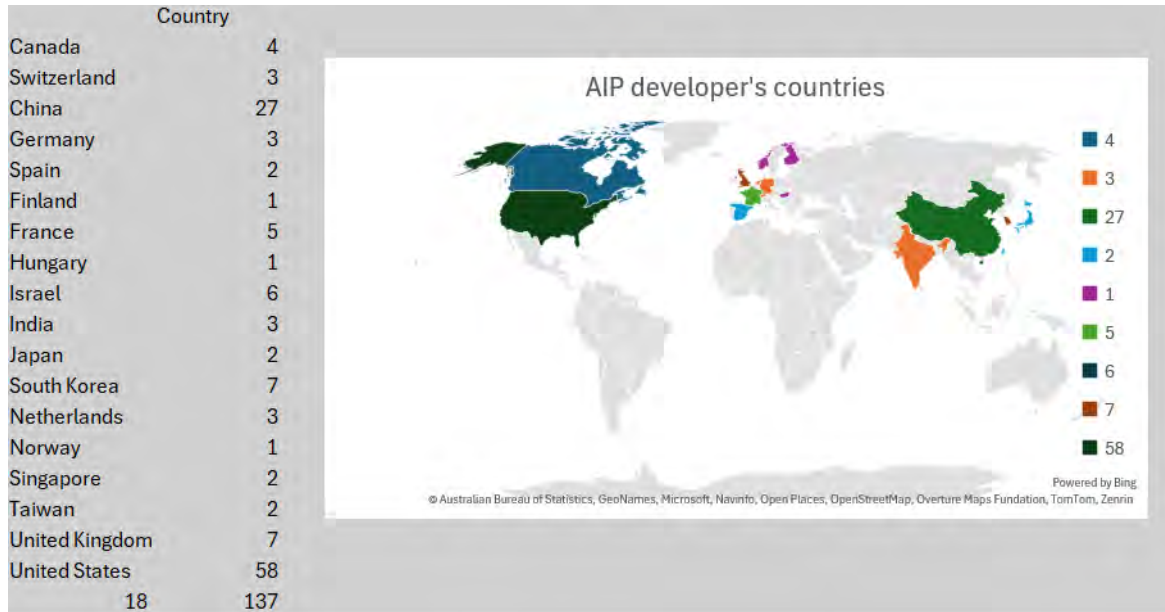 Country
Canada 4
Switzerland 3
China 27
Germany 3
Spain 2
Finland 1
France 5
Hungary 1
Israel 6
India 3
Japan 2
South Korea 7
Netherlands 3
Norway 1
Singapore 2
Taiwan 2
United Kingdom 7
United States 58
18 137
AIP developer's countries
4
3
27
2
1
5
6
7
58
Powered by Bing
© Australian Bureau of Statistics, GeoNames, Microsoft, Navinfo, Open Places, OpenStreetMap, Overture Maps Fundation, TomTom, Zenrin